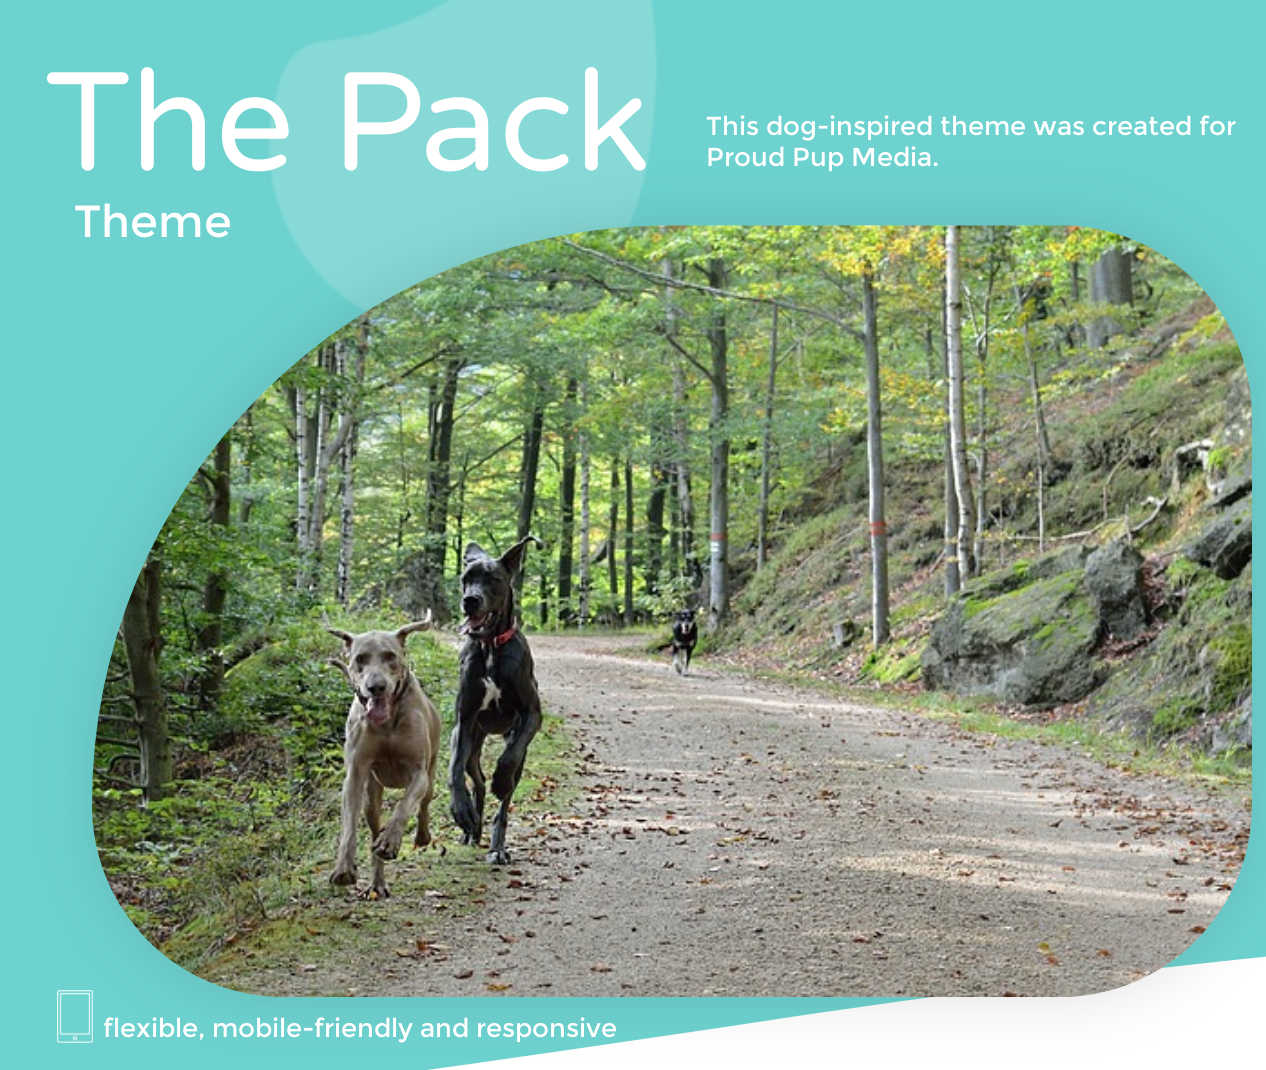 The Pack
Theme
This dog-inspired theme was created for
Proud Pup Media.
flexible, mobile-friendly and responsive